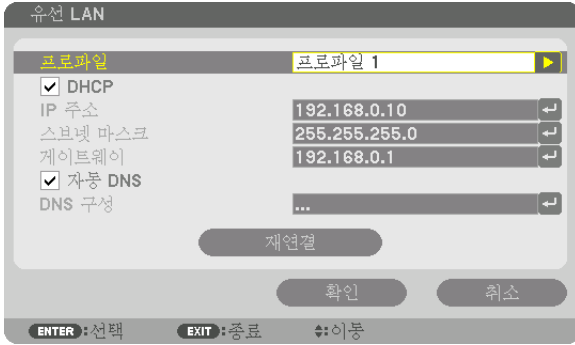 유선 LAN
프로파일 프로파일 1
DHCP
IP 주소 192.168.0.10
스브넷 마스크 255.255.255.0
게이트웨이 192.168.0.1
자동 DNS
DNS 구성 ...
재연결
확인 취소
ENTER :선택 EXIT :종료 :이동